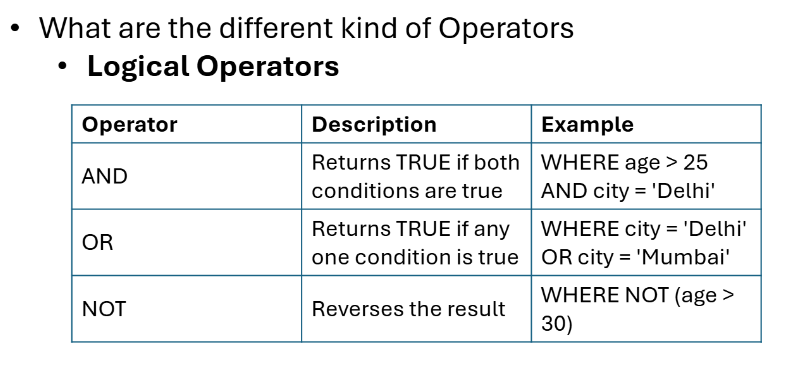 • What are the different kind of Operators
• Logical Operators
Operator Description Example
AND
Returns TRUE if both
conditions are true
WHERE age > 25
AND city = 'Delhi'
OR
Returns TRUE if any
one condition is true
WHERE city = 'Delhi'
OR city = 'Mumbai'
NOT
Reverses the result
WHERE NOT (age >
30)